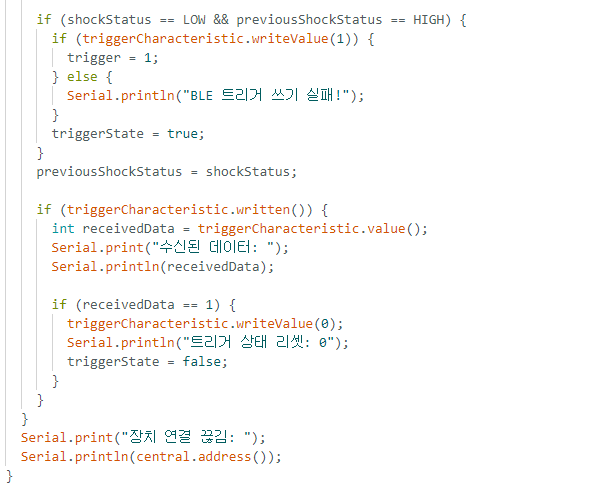 if (shockStatus == LOW && previousShockStatus == HIGH) {
if (triggerCharacteristic.writeValue(1)) {
trigger = 1;
} else {
Serial.println("BLE 트리거 쓰기 실패!");
}
triggerState = true;
}
previousShockStatus = shockStatus;
if (triggerCharacteristic.written()) {
int receivedData = triggerCharacteristic.value();
Serial.print("수신된 데이터: ");
Serial.println(receivedData);
if (receivedData == 1) {
triggerCharacteristic.writeValue(0);
Serial.println("트리거 상태 리셋: 0");
triggerState = false;
}
}
}
Serial.print("장치 연결 끊김: ");
Serial.println(central.address());
}